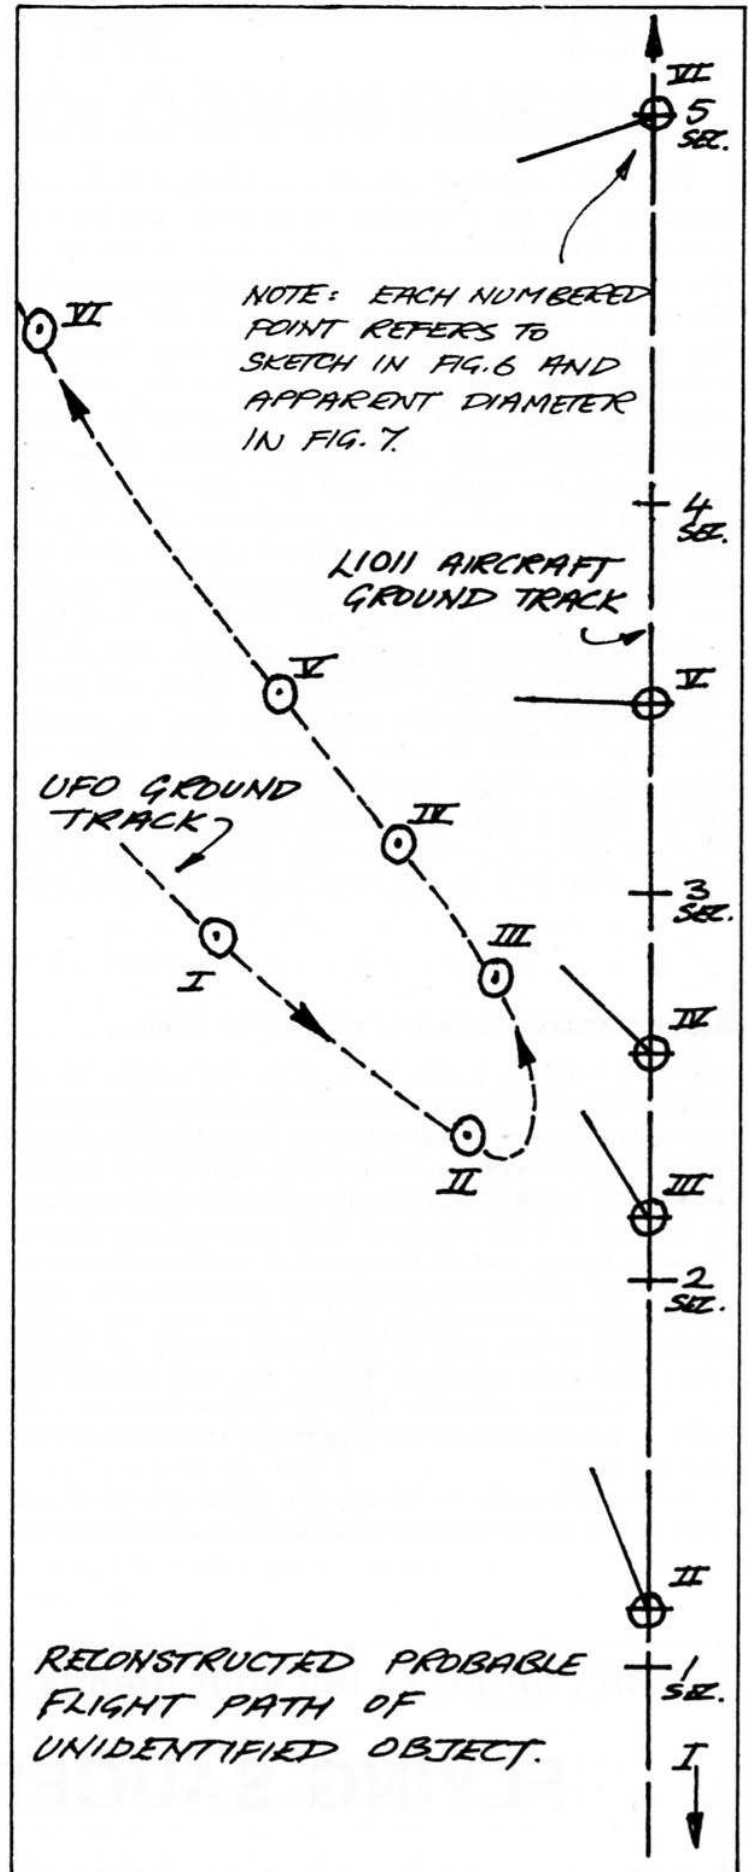 VI
5
SEC.
NOTE: EACH NUMBERED
POINT REFERS TO
SKETCH IN FIG. 6 AND
APPARENT DIAMETER
IN FIG. 7.
VI
4
SEC.
L1011 AIRCRAFT
GROUND TRACK
V
V
UFO GROUND
TRACK
IV
3
SEC.
III
I
IV
II
III
2
SEC.
II
RECONSTRUCTED PROBABLE
FLIGHT PATH OF
UNIDENTIFIED OBJECT.
1
SEC.
I